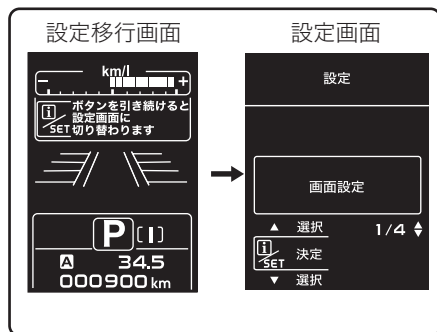 設定移行画面
km/l
- +
i/SET
ボタンを引き続けると
設定画面に
切り替わります
P[I]
A 34.5
000900 km
設定画面
設定
画面設定
▲ 選択 1/4
i/SET 決定
▼ 選択